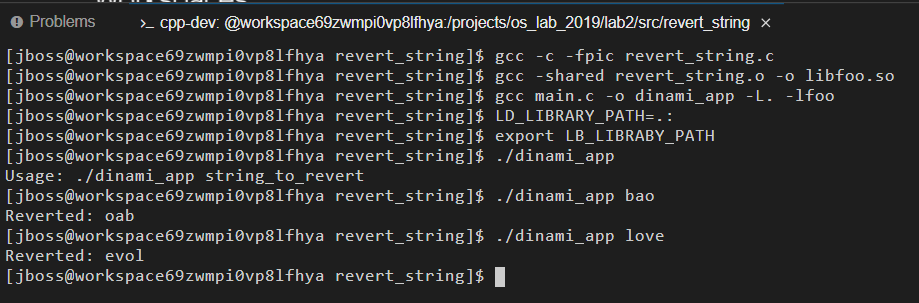 Problems
>_ cpp-dev: @workspace69zwmpi0vp8lfhya:/projects/os_lab_2019/lab2/src/revert_string ×
[jboss@workspace69zwmpi0vp8lfhya revert_string]$ gcc -c -fpic revert_string.c
[jboss@workspace69zwmpi0vp8lfhya revert_string]$ gcc -shared revert_string.o -o libfoo.so
[jboss@workspace69zwmpi0vp8lfhya revert_string]$ gcc main.c -o dinami_app -L. -lfoo
[jboss@workspace69zwmpi0vp8lfhya revert_string]$ LD_LIBRARY_PATH=.:
[jboss@workspace69zwmpi0vp8lfhya revert_string]$ export LB_LIBRABY_PATH
[jboss@workspace69zwmpi0vp8lfhya revert_string]$ ./dinami_app
Usage: ./dinami_app string_to_revert
[jboss@workspace69zwmpi0vp8lfhya revert_string]$ ./dinami_app bao
Reverted: oab
[jboss@workspace69zwmpi0vp8lfhya revert_string]$ ./dinami_app love
Reverted: evol
[jboss@workspace69zwmpi0vp8lfhya revert_string]$